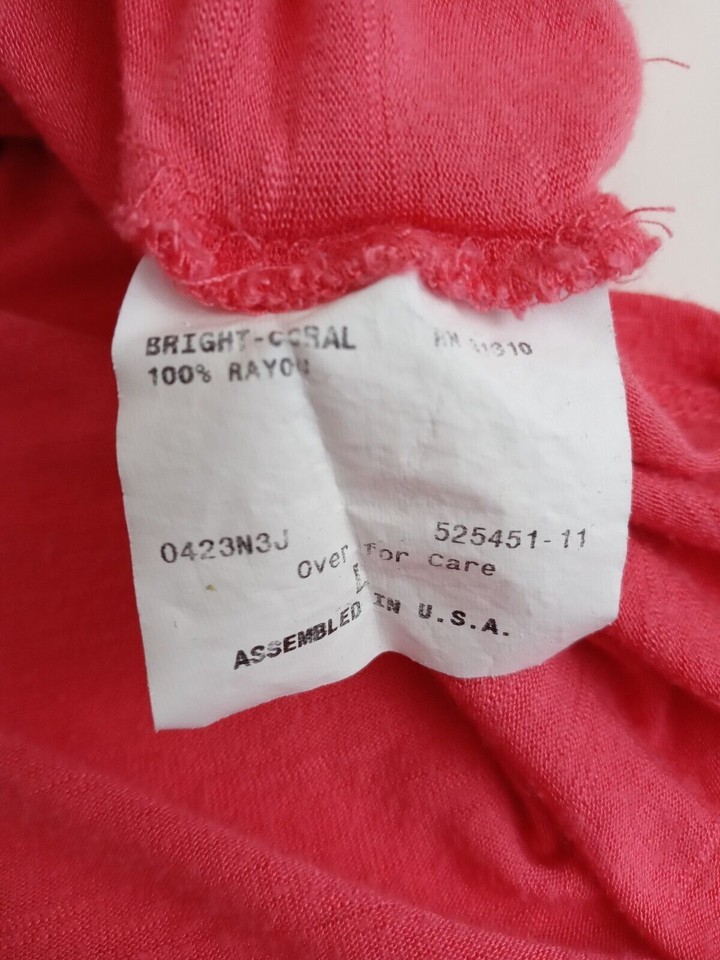 BRIGHT-CORAL
100% RAYON
0423N3J 525451-11
Over for Care
L
ASSEMBLED IN U.S.A.